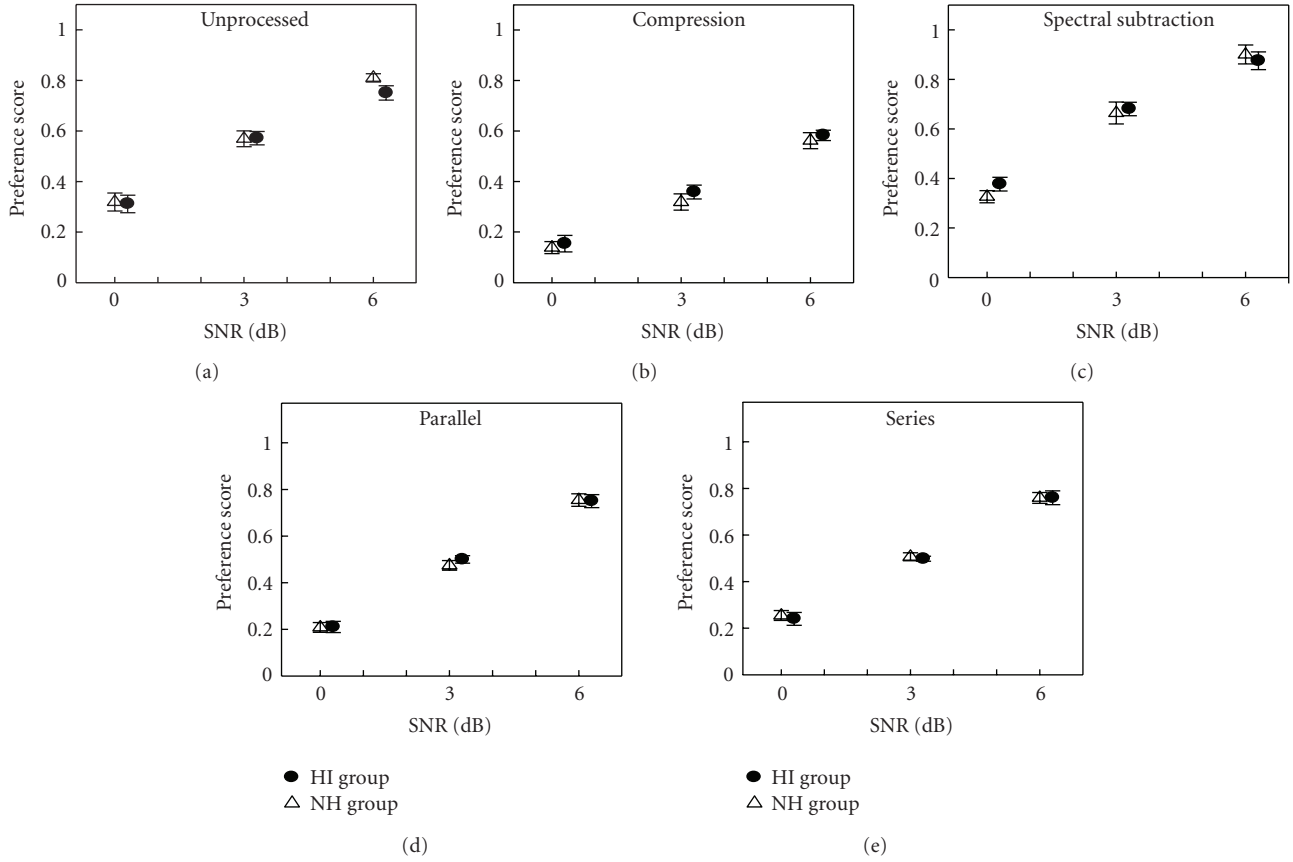 Unprocessed
Preference score
1
0.8
0.6
0.4
0.2
0
0 3 6
SNR (dB)
(a)
Compression
Preference score
1
0.8
0.6
0.4
0.2
0
0 3 6
SNR (dB)
(b)
Spectral subtraction
Preference score
1
0.8
0.6
0.4
0.2
0
0 3 6
SNR (dB)
(c)
Parallel
Preference score
1
0.8
0.6
0.4
0.2
0
0 3 6
SNR (dB)
HI group
NH group
(d)
Series
Preference score
1
0.8
0.6
0.4
0.2
0
0 3 6
SNR (dB)
HI group
NH group
(e)